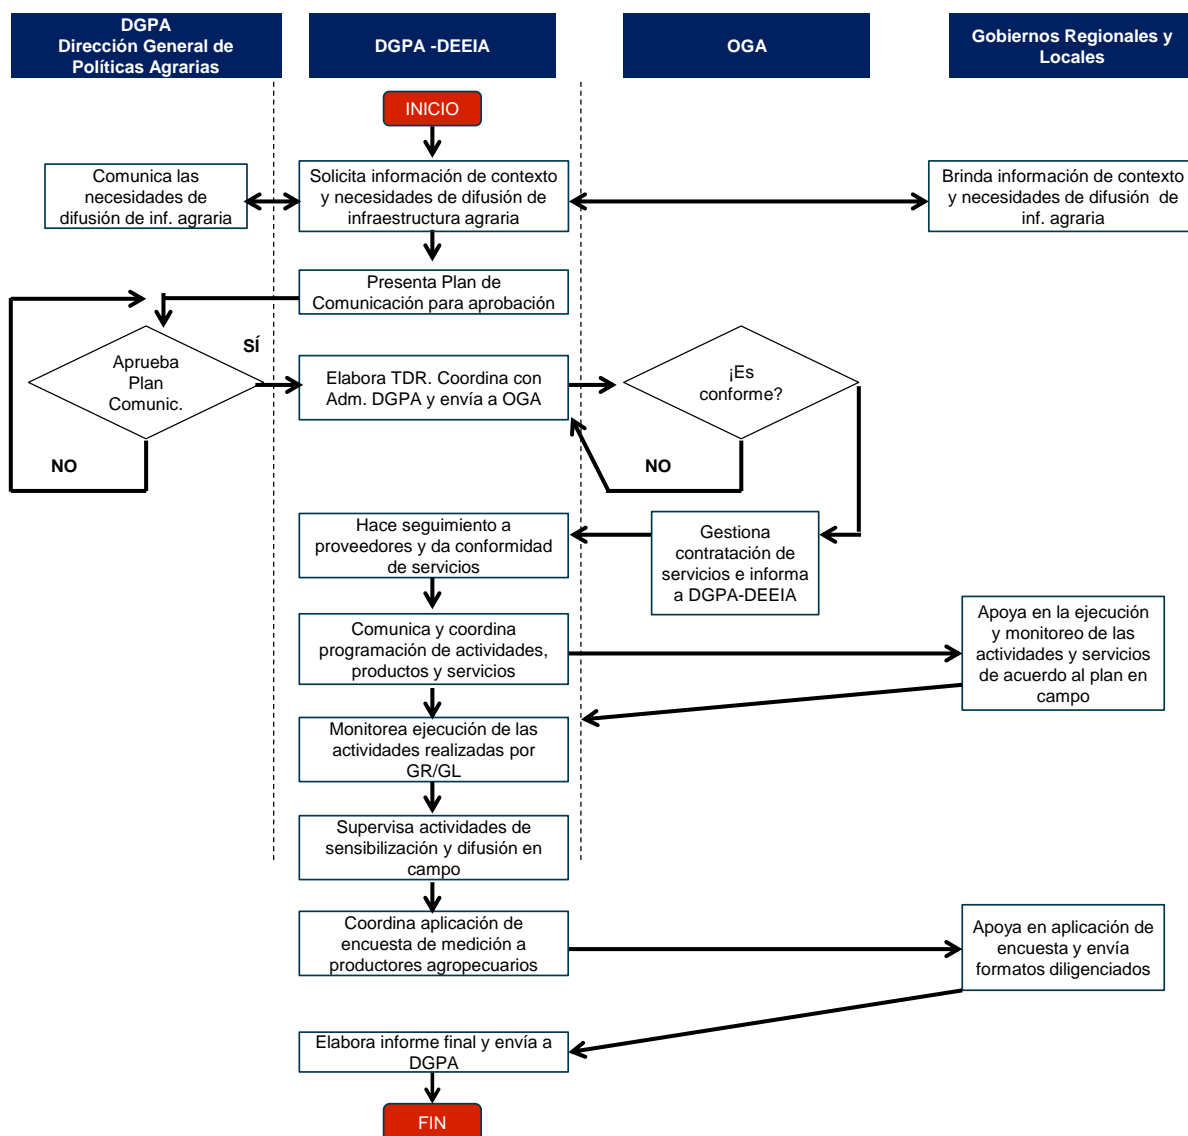 DGPA
Dirección General de
Políticas Agrarias
DGPA -DEEIA
OGA
Gobiernos Regionales y
Locales
INICIO
Comunica las
necesidades de
difusión de inf. agraria
Solicita información de contexto
y necesidades de difusión de
infraestructura agraria
Brinda información de contexto
y necesidades de difusión de
inf. agraria
Presenta Plan de
Comunicación para aprobación
SÍ
Aprueba
Plan
Comunic.
NO
Elabora TDR. Coordina con
Adm. DGPA y envía a OGA
¡Es
conforme?
NO
Hace seguimiento a
proveedores y da conformidad
de servicios
Gestiona
contratación de
servicios e informa
a DGPA-DEEIA
Comunica y coordina
programación de actividades,
productos y servicios
Apoya en la ejecución
y monitoreo de las
actividades y servicios
de acuerdo al plan en
campo
Monitorea ejecución de las
actividades realizadas por
GR/GL
Supervisa actividades de
sensibilización y difusión en
campo
Coordina aplicación de
encuesta de medición a
productores agropecuarios
Apoya en aplicación de
encuesta y envía
formatos diligenciados
Elabora informe final y envía a
DGPA
FIN